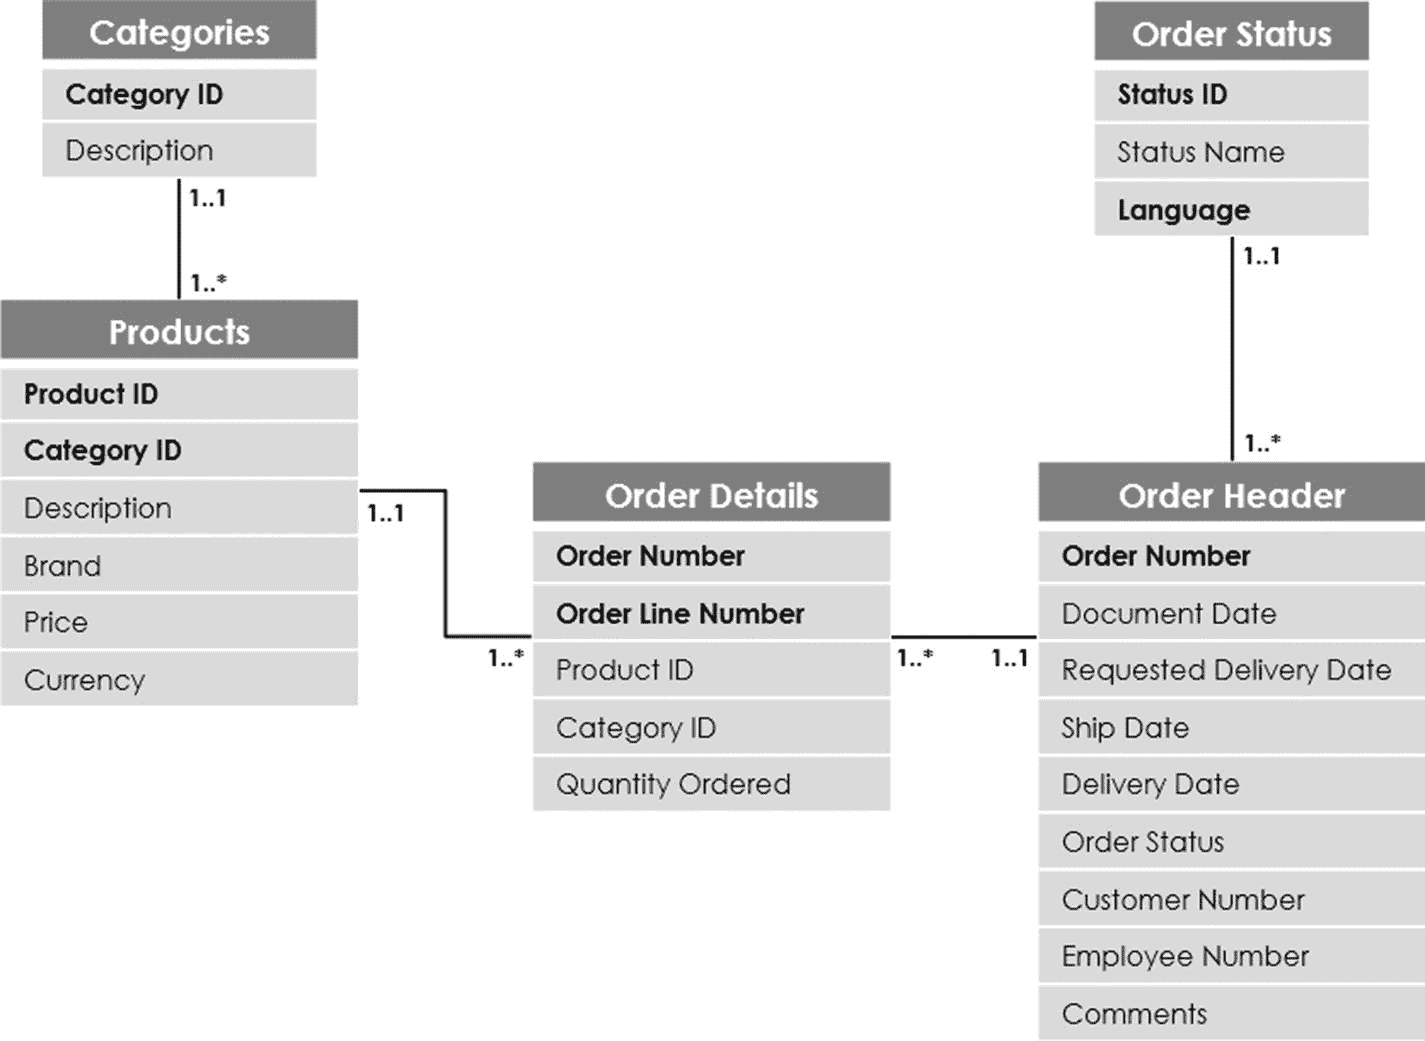 Categories
Category ID
Description
1..1
1..*
Products
Product ID
Category ID
Description
Brand
Price
Currency
1..1
1..*
Order Details
Order Number
Order Line Number
Product ID
Category ID
Quantity Ordered
1..*
1..1
Order Status
Status ID
Status Name
Language
1..1
1..*
Order Header
Order Number
Document Date
Requested Delivery Date
Ship Date
Delivery Date
Order Status
Customer Number
Employee Number
Comments